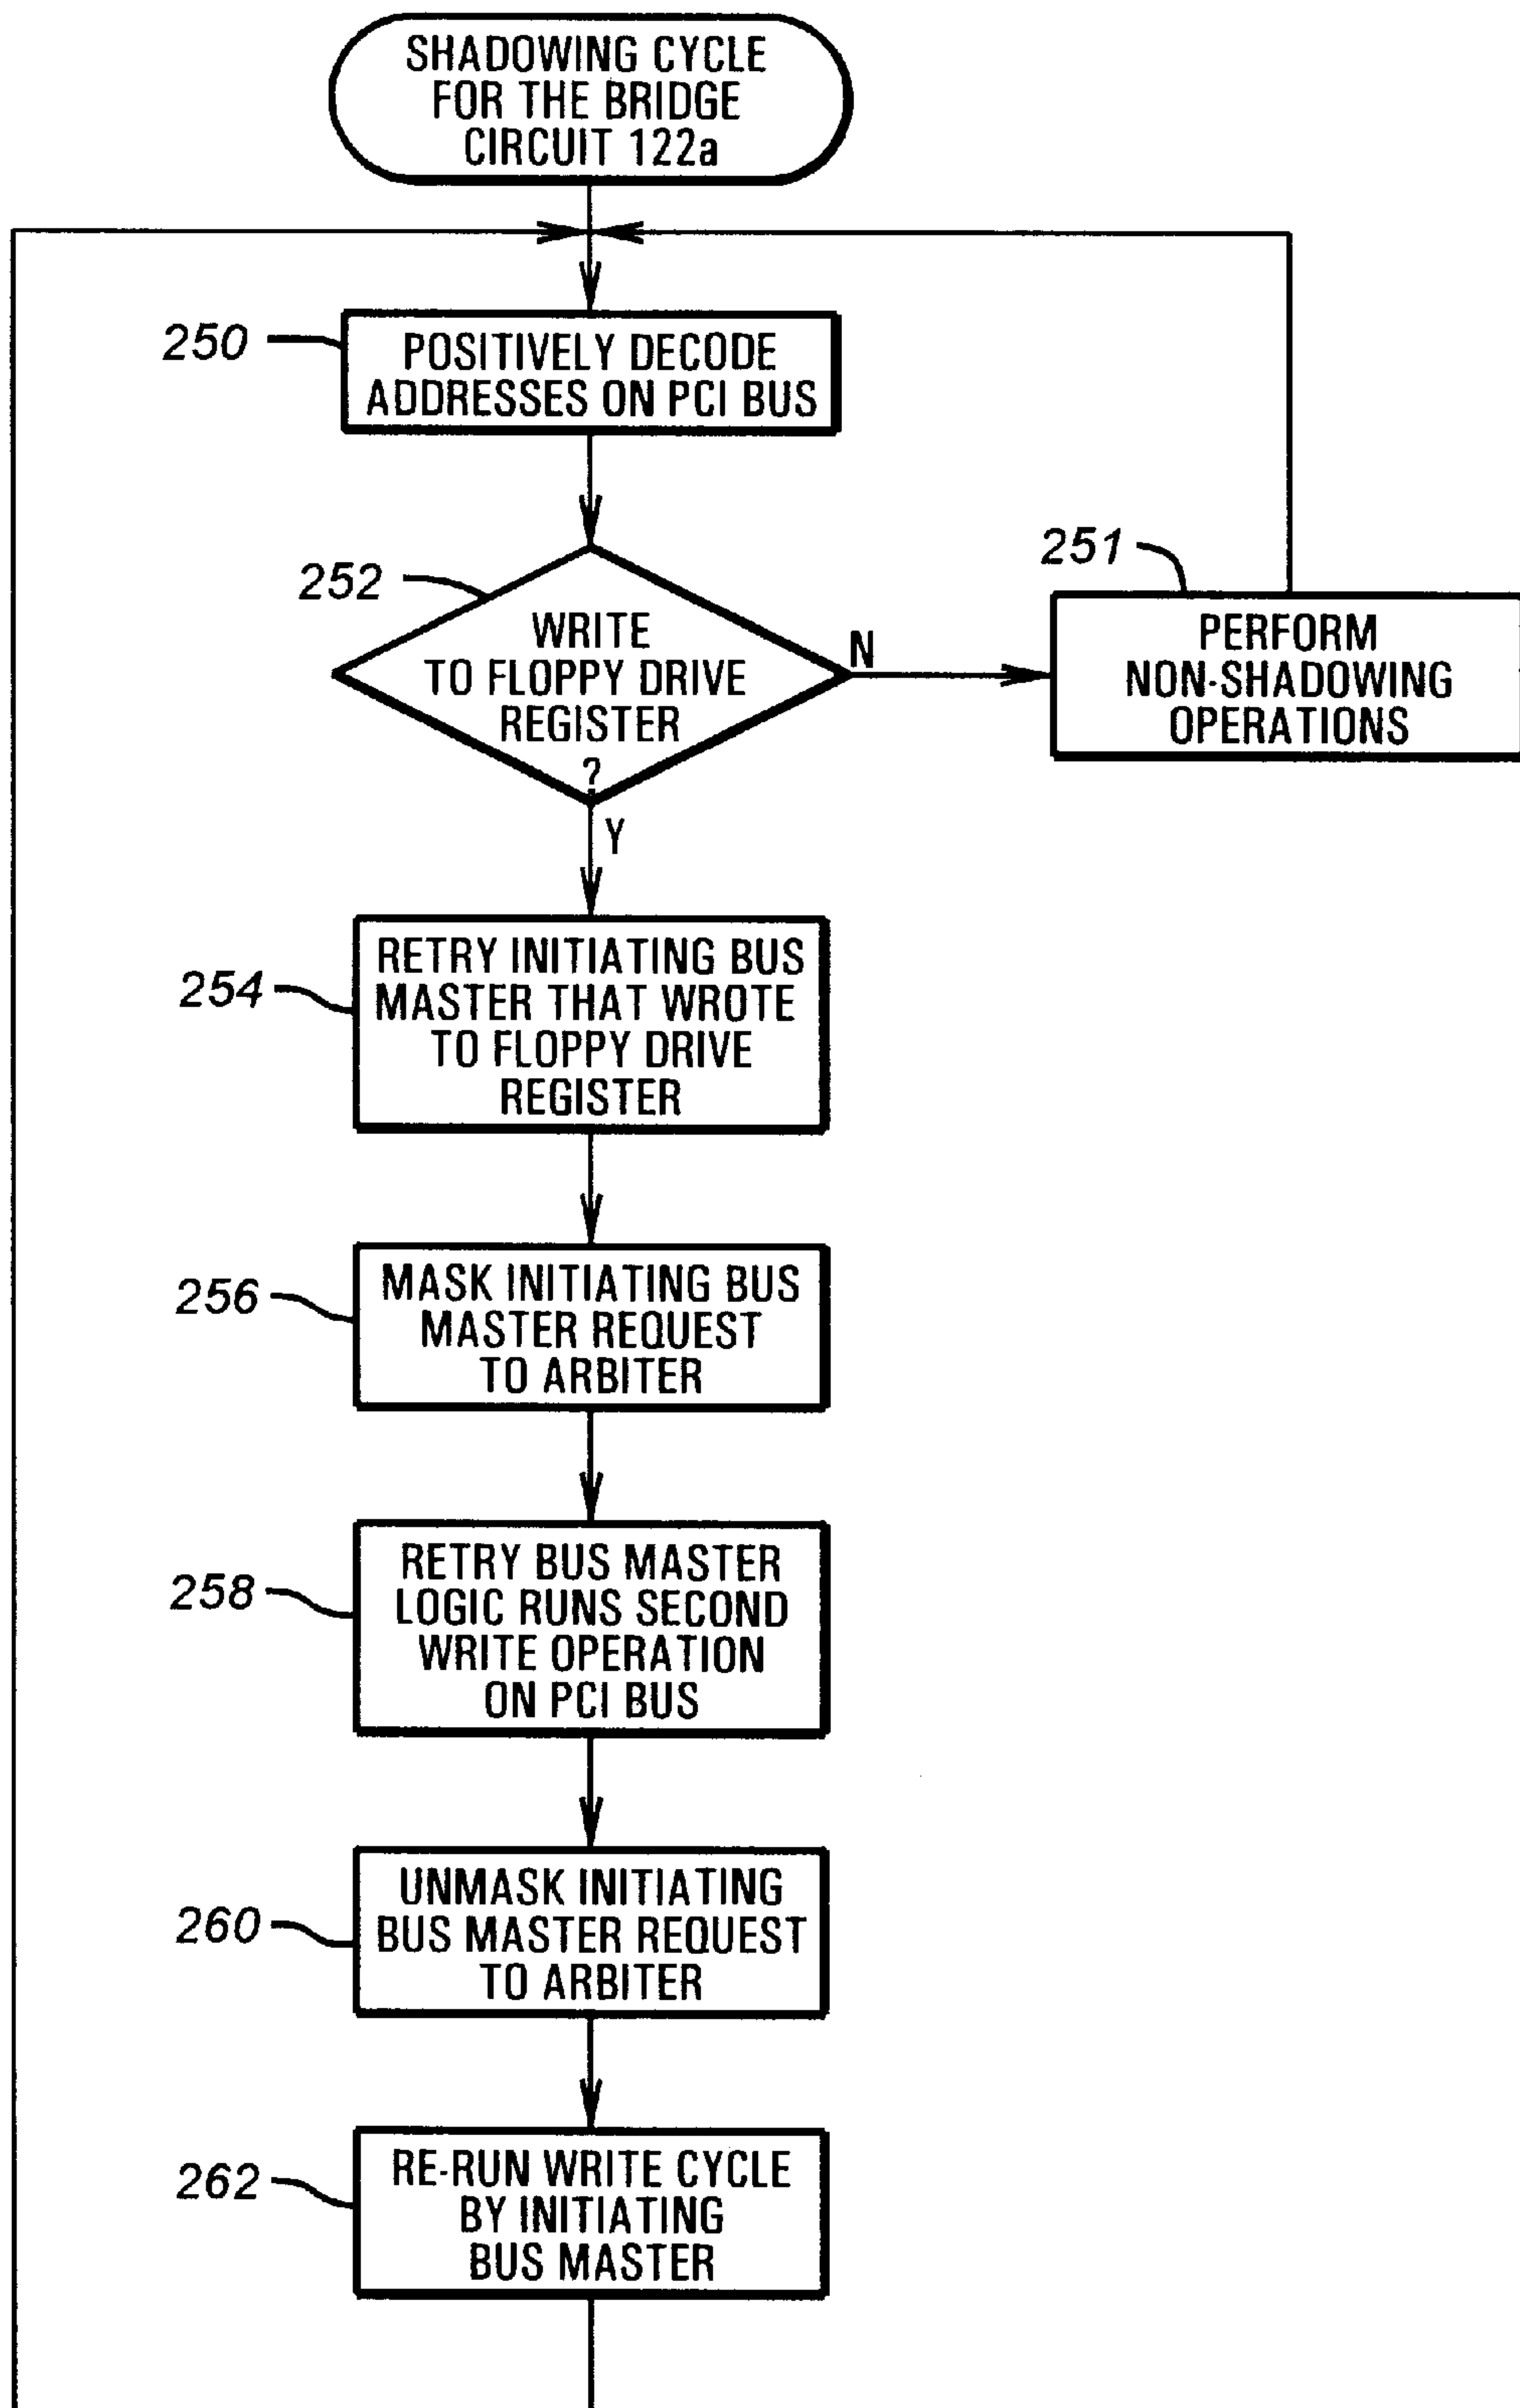 SHADOWING CYCLE
FOR THE BRIDGE
CIRCUIT 122a
250
POSITIVELY DECODE
ADDRESSES ON PCI BUS
252
WRITE
TO FLOPPY DRIVE
REGISTER
?
N
251
PERFORM
NON-SHADOWING
OPERATIONS
Y
254
RETRY INITIATING BUS
MASTER THAT WROTE
TO FLOPPY DRIVE
REGISTER
256
MASK INITIATING BUS
MASTER REQUEST
TO ARBITER
258
RETRY BUS MASTER
LOGIC RUNS SECOND
WRITE OPERATION
ON PCI BUS
260
UNMASK INITIATING
BUS MASTER REQUEST
TO ARBITER
262
RE-RUN WRITE CYCLE
BY INITIATING
BUS MASTER